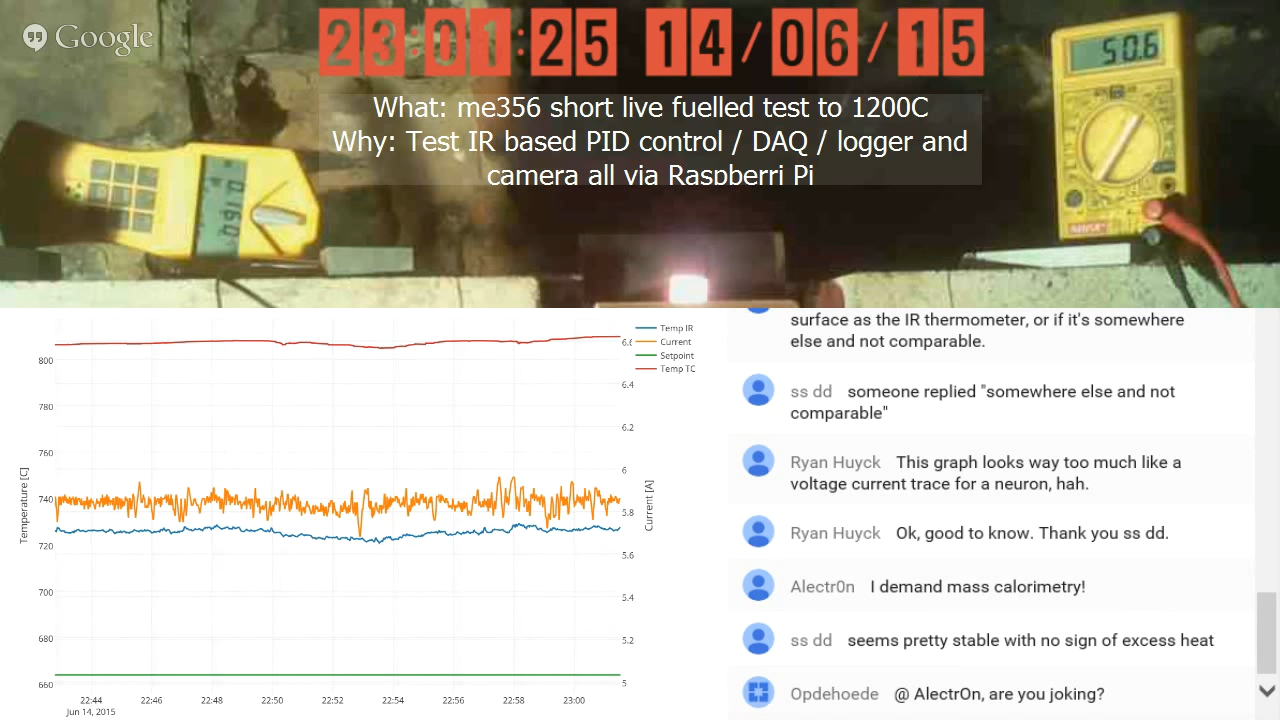 Google
23:01:25 14/06/15
What: me356 short live fuelled test to 1200C
Why: Test IR based PID control / DAQ / logger and
camera all via Raspberri Pi
50.6
Temp IR
Current
Setpoint
Temp TC
800
780
760
740
720
700
680
660
Temperature [C]
6.6
6.4
6.2
6
5.8
5.6
5.4
5.2
5
Current [A]
22:44
22:46
22:48
22:50
22:52
22:54
22:56
22:58
23:00
Jun 14, 2015
surface as the IR thermometer, or if it's somewhere
else and not comparable.
ss dd someone replied "somewhere else and not
comparable"
Ryan Huyck This graph looks way too much like a
voltage current trace for a neuron, hah.
Ryan Huyck Ok, good to know. Thank you ss dd.
Alectr0n I demand mass calorimetry!
ss dd seems pretty stable with no sign of excess heat
Opdehoede @ AlectrOn, are you joking?